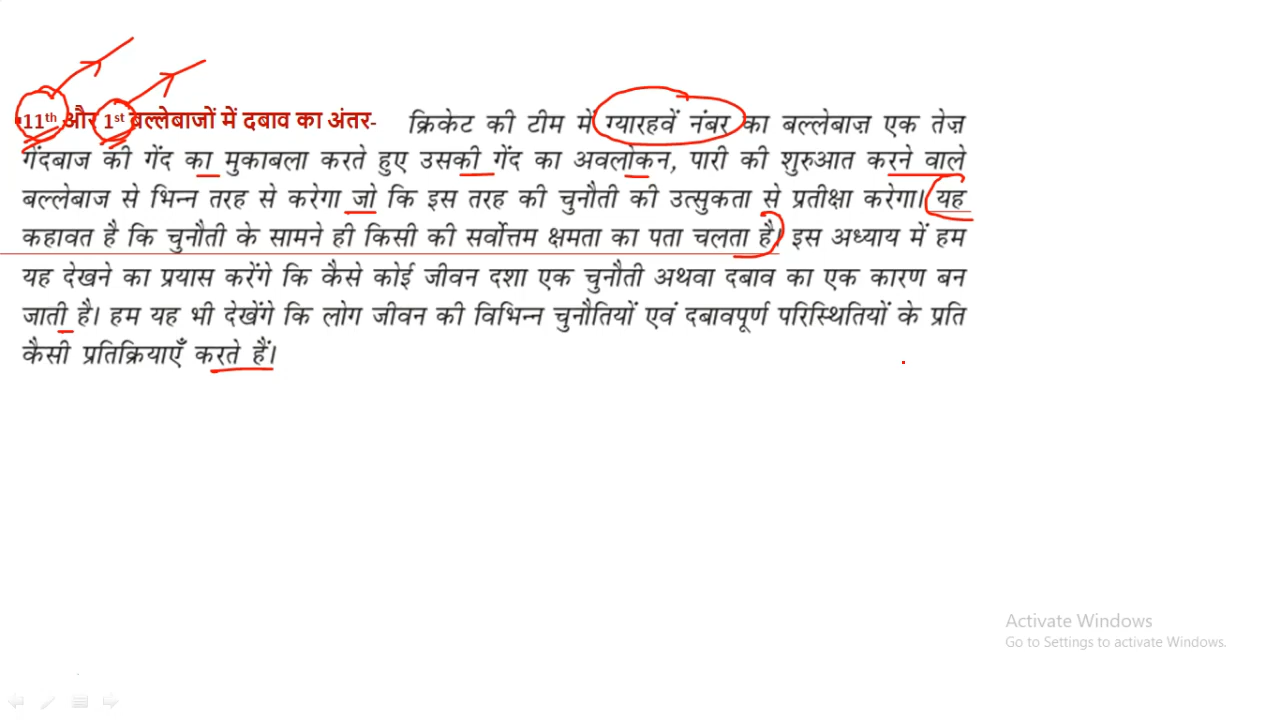 ▪11th और 1st बल्लेबाजों में दबाव का अंतर- क्रिकेट की टीम में ग्यारहवें नंबर का बल्लेबाज़ एक तेज़
गेंदबाज की गेंद का मुकाबला करते हुए उसकी गेंद का अवलोकन, पारी की शुरुआत करने वाले
बल्लेबाज से भिन्न तरह से करेगा जो कि इस तरह की चुनौती की उत्सुकता से प्रतीक्षा करेगा। यह
कहावत है कि चुनौती के सामने ही किसी की सर्वोत्तम क्षमता का पता चलता है। इस अध्याय में हम
यह देखने का प्रयास करेंगे कि कैसे कोई जीवन दशा एक चुनौती अथवा दबाव का एक कारण बन
जाती है। हम यह भी देखेंगे कि लोग जीवन की विभिन्न चुनौतियों एवं दबावपूर्ण परिस्थितियों के प्रति
कैसी प्रतिक्रियाएँ करते हैं।
Activate Windows
Go to Settings to activate Windows.